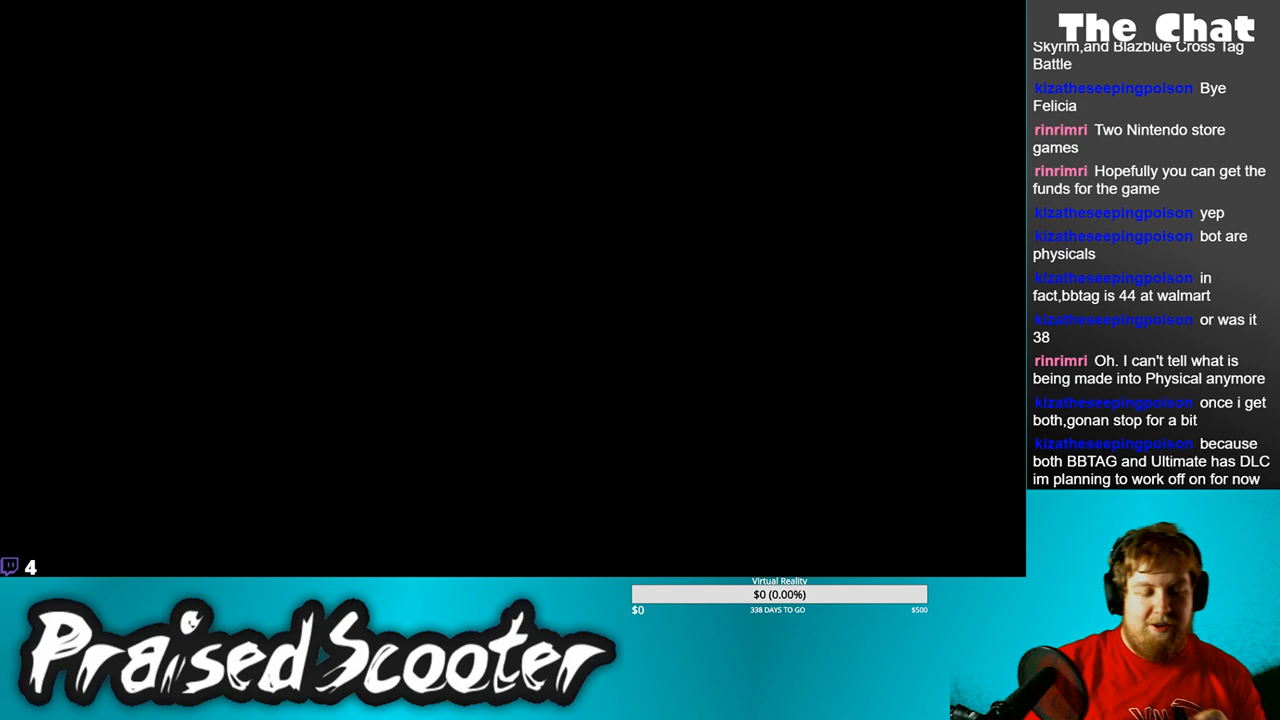 The Chat
Skyrim,and Blazblue Cross Tag
Battle
kizatheseepingpoison Bye
Felicia
rinrimri Two Nintendo store
games
rinrimri Hopefully you can get the
funds for the game
kizatheseepingpoison yep
kizatheseepingpoison bot are
physicals
kizatheseepingpoison in
fact,bbtag is 44 at walmart
kizatheseepingpoison or was it
38
rinrimri Oh. I can't tell what is
being made into Physical anymore
kizatheseepingpoison once i get
both,gonan stop for a bit
kizatheseepingpoison because
both BBTAG and Ultimate has DLC
im planning to work off on for now
4
Virtual Reality
$0 (0.00%)
$0 338 DAYS TO GO $500
PraisedScooter